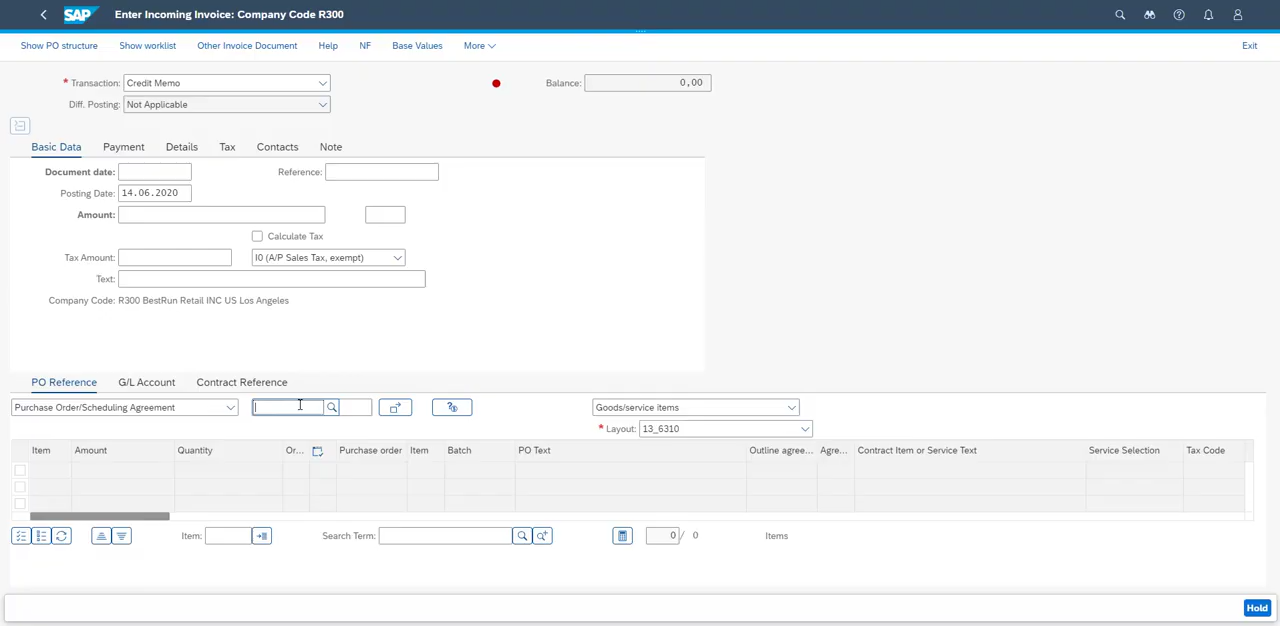 SAP Enter Incoming Invoice: Company Code R300
Show PO structure Show worklist Other Invoice Document Help NF Base Values More Exit
* Transaction: Credit Memo Balance: 0,00
Diff. Posting: Not Applicable
Basic Data Payment Details Tax Contacts Note
Document date: Reference:
Posting Date: 14.06.2020
Amount:
Calculate Tax
Tax Amount: I0 (A/P Sales Tax, exempt)
Text:
Company Code: R300 BestRun Retail INC US Los Angeles
PO Reference G/L Account Contract Reference
Purchase Order/Scheduling Agreement Goods/service items
* Layout: 13_6310
Item Amount Quantity Or... Purchase order Item Batch PO Text Outline agree... Agre... Contract Item or Service Text Service Selection Tax Code
Item: Search Term: 0 / 0 Items
Hold